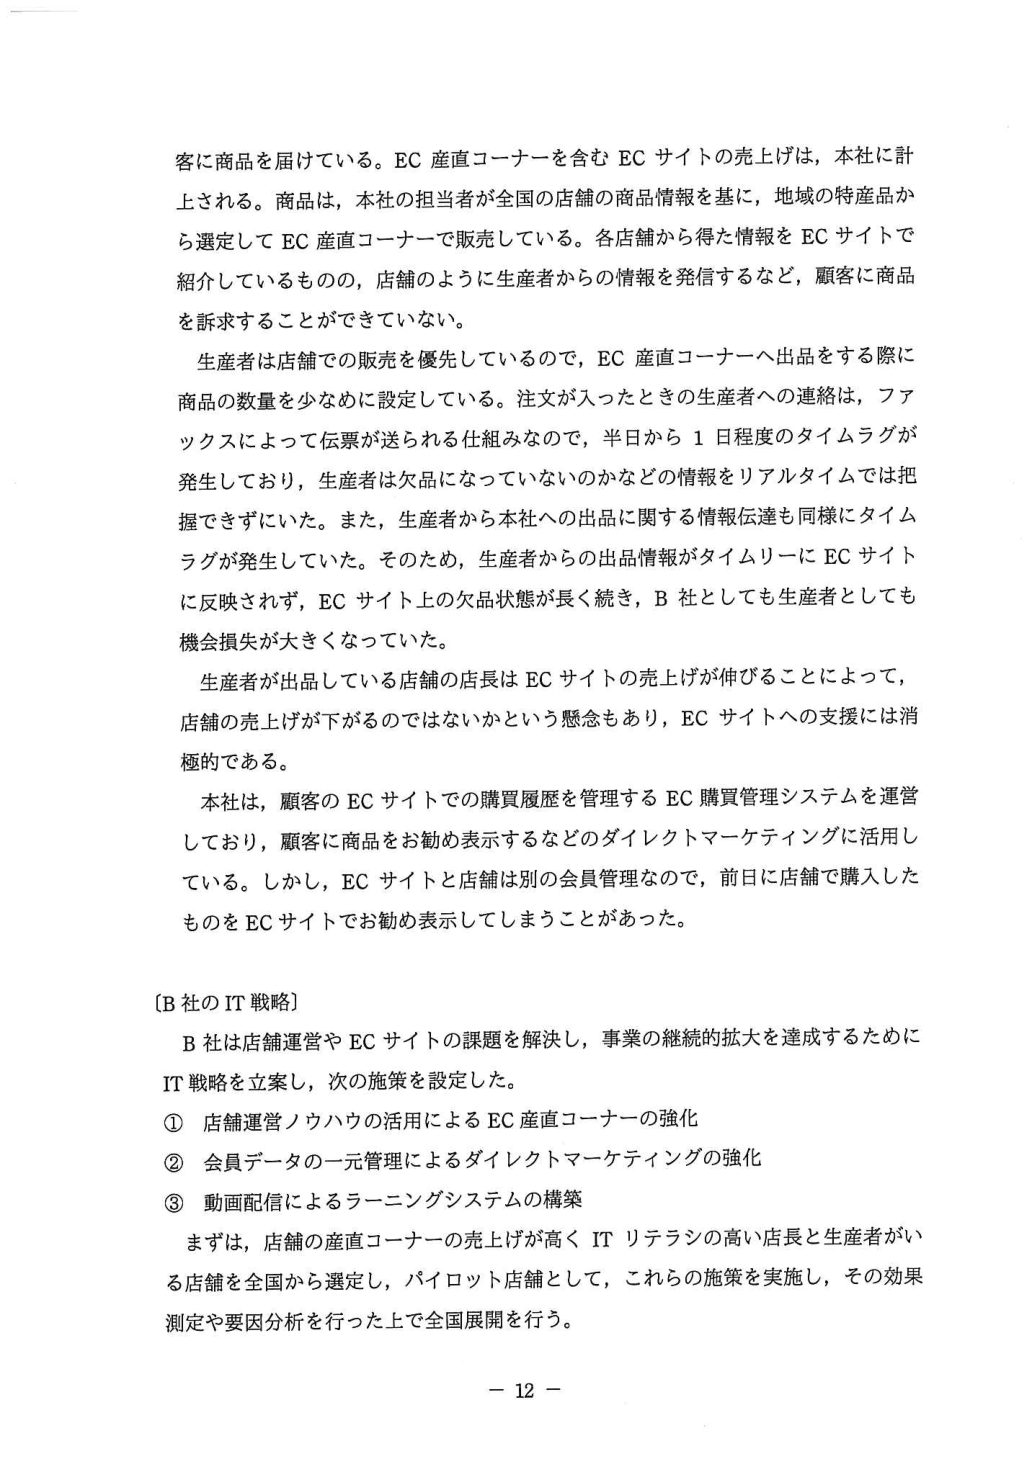 客に商品を届けている。EC 産直コーナーを含む EC サイトの売上げは，本社に計
上される。商品は，本社の担当者が全国の店舗の商品情報を基に，地域の特産品か
ら選定して EC 産直コーナーで販売している。各店舗から得た情報を EC サイトで
紹介しているものの，店舗のように生産者からの情報を発信するなど，顧客に商品
を訴求することができていない。
生産者は店舗での販売を優先しているので，EC 産直コーナーへ出品をする際に
商品の数量を少なめに設定している。注文が入ったときの生産者への連絡は，ファ
ックスによって伝票が送られる仕組みなので，半日から 1 日程度のタイムラグが
発生しており，生産者は欠品になっていないのかなどの情報をリアルタイムでは把
握できずにいた。また，生産者から本社への出品に関する情報伝達も同様にタイム
ラグが発生していた。そのため，生産者からの出品情報がタイムリーに EC サイト
に反映されず，EC サイト上の欠品状態が長く続き，B 社としても生産者としても
機会損失が大きくなっていた。
生産者が出品している店舗の店長は EC サイトの売上げが伸びることによって，
店舗の売上げが下がるのではないかという懸念もあり，EC サイトへの支援には消
極的である。
本社は，顧客の EC サイトでの購買履歴を管理する EC 購買管理システムを運営
しており，顧客に商品をお勧め表示するなどのダイレクトマーケティングに活用し
ている。しかし，EC サイトと店舗は別の会員管理なので，前日に店舗で購入した
ものを EC サイトでお勧め表示してしまうことがあった。
〔B 社の IT 戦略〕
B 社は店舗運営や EC サイトの課題を解決し，事業の継続的拡大を達成するために
IT 戦略を立案し，次の施策を設定した。
① 店舗運営ノウハウの活用による EC 産直コーナーの強化
② 会員データの一元管理によるダイレクトマーケティングの強化
③ 動画配信によるラーニングシステムの構築
まずは，店舗の産直コーナーの売上げが高く IT リテラシの高い店長と生産者がい
る店舗を全国から選定し，パイロット店舗として，これらの施策を実施し，その効果
測定や要因分析を行った上で全国展開を行う。
－ 12 －